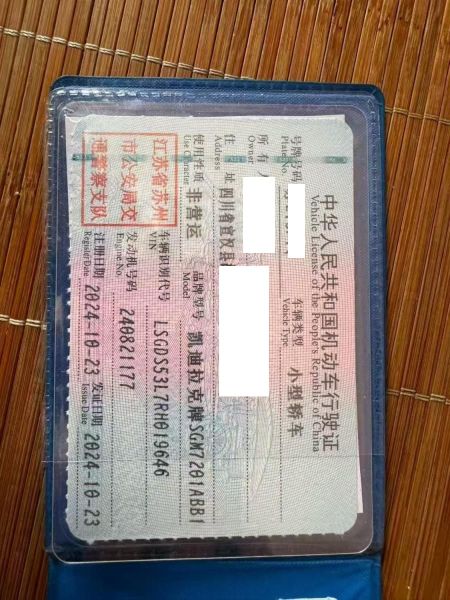 中华人民共和国机动车行驶证
Vehicle License of the People's Republic of China
号牌号码
Plate No.
车辆类型 小型轿车
Vehicle Type
所有人
Owner
住址 四川省宣汉县
Address
使用性质 非营运
Use Character
品牌型号 凯迪拉克牌SGM7201ABB1
Model
江苏省苏州
市公安局交
通警察支队
车辆识别代号 LSGDS53L7RH019646
VIN
发动机号码 240821177
Engine No.
注册日期 2024-10-23
Register Date
发证日期 2024-10-23
Issue Date